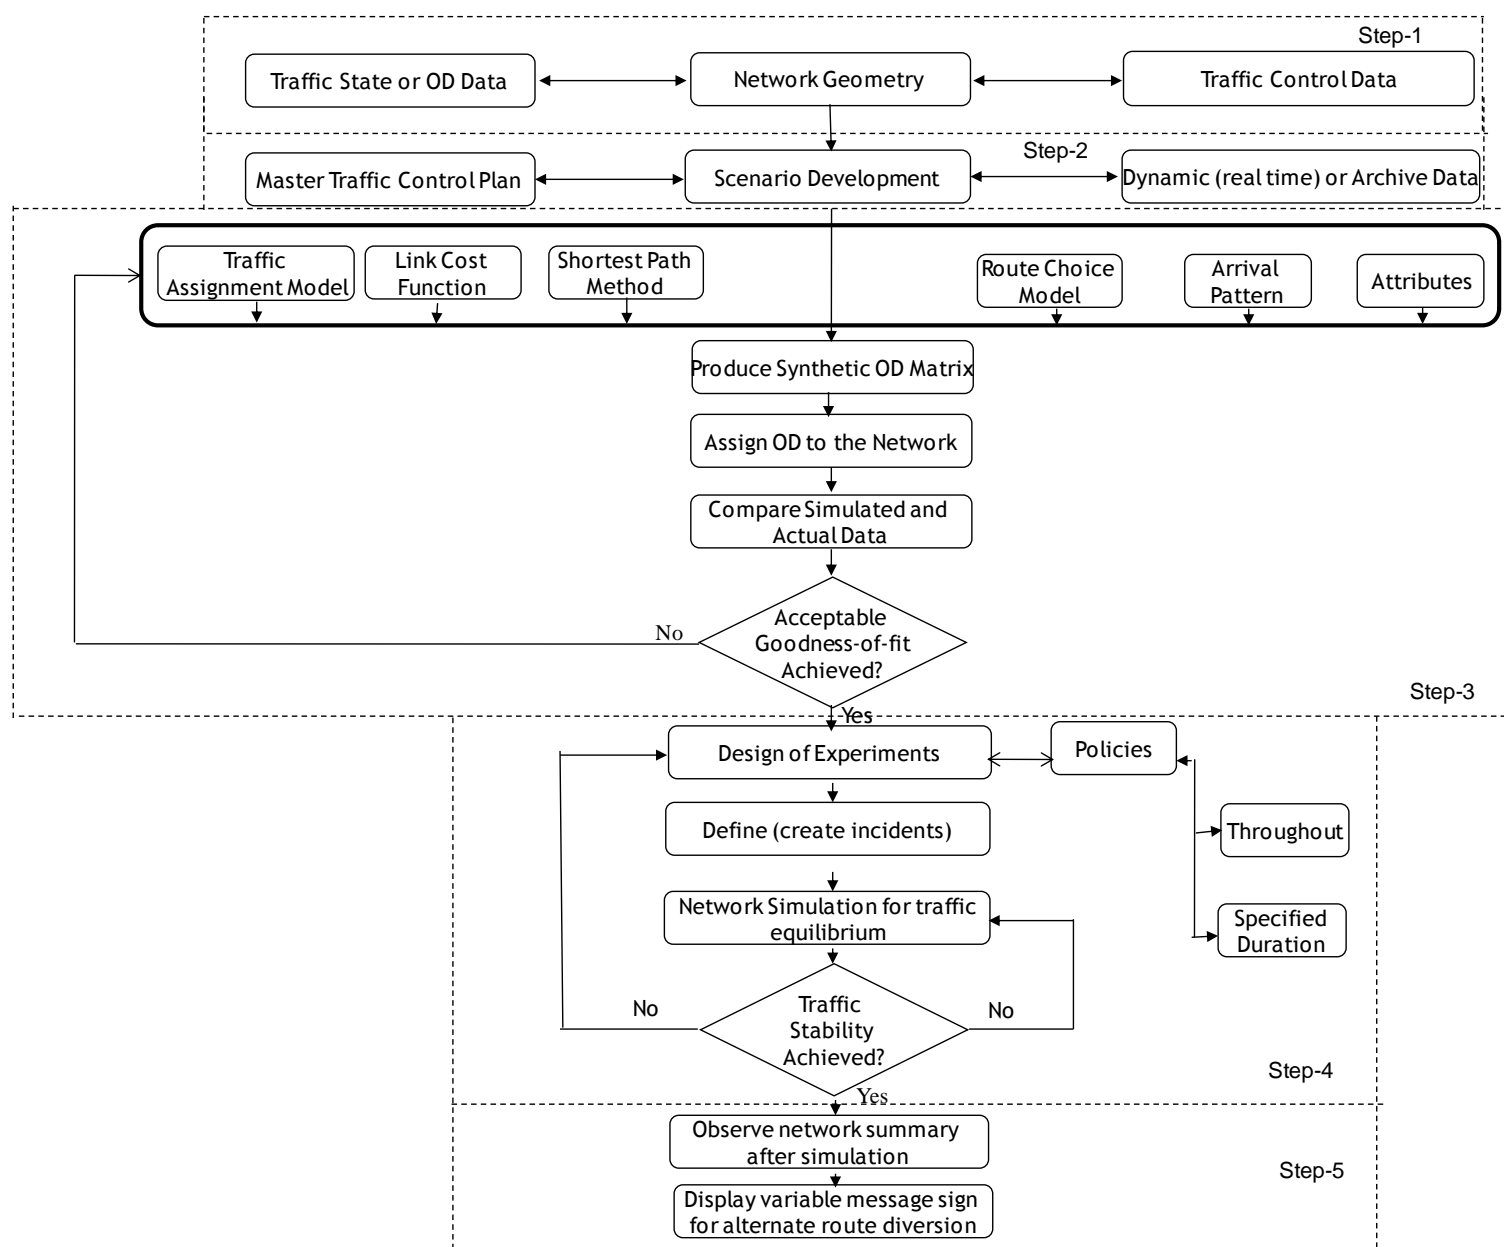 Step-1
Traffic State or OD Data
Network Geometry
Traffic Control Data
Step-2
Master Traffic Control Plan
Scenario Development
Dynamic (real time) or Archive Data
Traffic
Assignment Model
Link Cost
Function
Shortest Path
Method
Route Choice
Model
Arrival
Pattern
Attributes
Produce Synthetic OD Matrix
Assign OD to the Network
Compare Simulated and
Actual Data
Acceptable
Goodness-of-fit
Achieved?
No
Step-3
Yes
Design of Experiments
Policies
Define (create incidents)
Throughout
Network Simulation for traffic
equilibrium
Specified
Duration
No
Traffic
Stability
Achieved?
No
Step-4
Yes
Observe network summary
after simulation
Step-5
Display variable message sign
for alternate route diversion